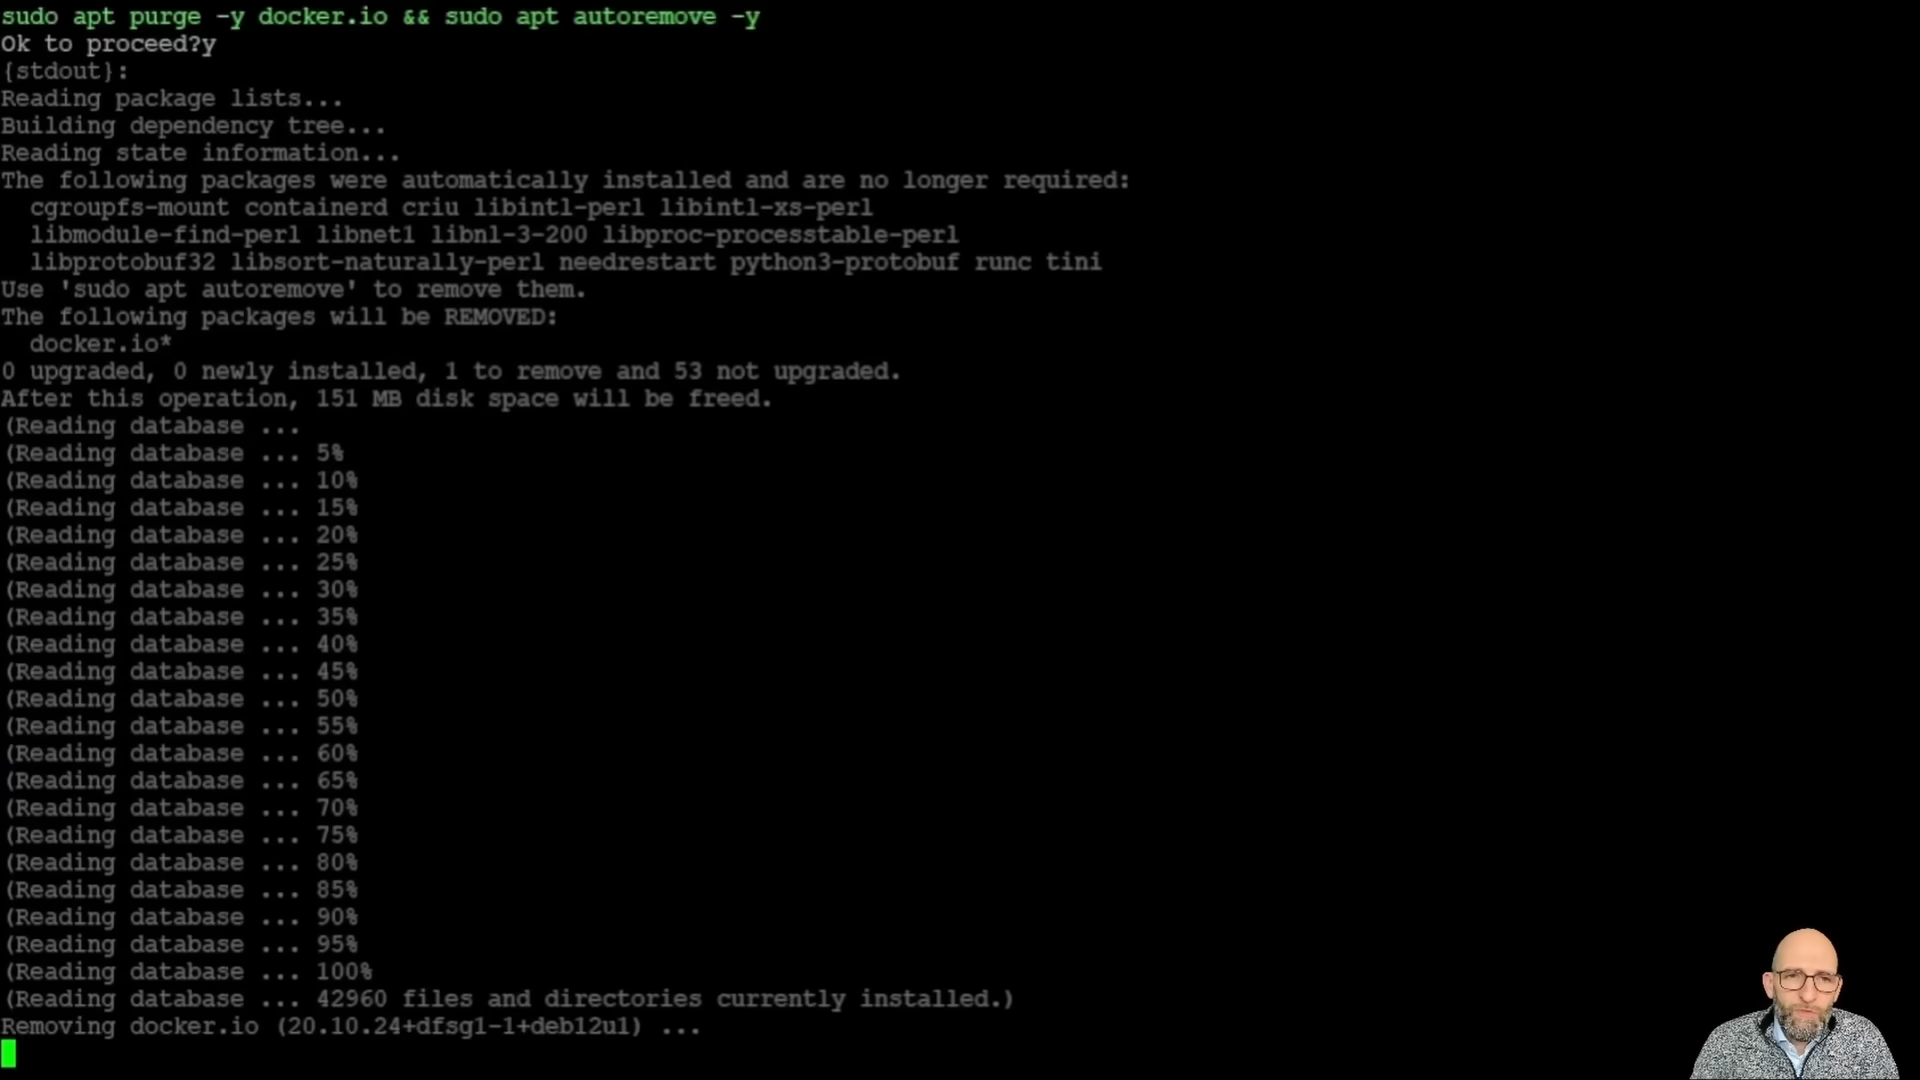 sudo apt purge -y docker.io && sudo apt autoremove -y
Ok to proceed?y
{stdout}:
Reading package lists...
Building dependency tree...
Reading state information...
The following packages were automatically installed and are no longer required:
  cgroupfs-mount containerd criu libintl-perl libintl-xs-perl
  libmodule-find-perl libnet1 libnl-3-200 libproc-processtable-perl
  libprotobuf32 libsort-naturally-perl needrestart python3-protobuf runc tini
Use 'sudo apt autoremove' to remove them.
The following packages will be REMOVED:
  docker.io*
0 upgraded, 0 newly installed, 1 to remove and 53 not upgraded.
After this operation, 151 MB disk space will be freed.
(Reading database ...
(Reading database ... 5%
(Reading database ... 10%
(Reading database ... 15%
(Reading database ... 20%
(Reading database ... 25%
(Reading database ... 30%
(Reading database ... 35%
(Reading database ... 40%
(Reading database ... 45%
(Reading database ... 50%
(Reading database ... 55%
(Reading database ... 60%
(Reading database ... 65%
(Reading database ... 70%
(Reading database ... 75%
(Reading database ... 80%
(Reading database ... 85%
(Reading database ... 90%
(Reading database ... 95%
(Reading database ... 100%
(Reading database ... 42960 files and directories currently installed.)
Removing docker.io (20.10.24+dfsg1-1+deb12u1) ...